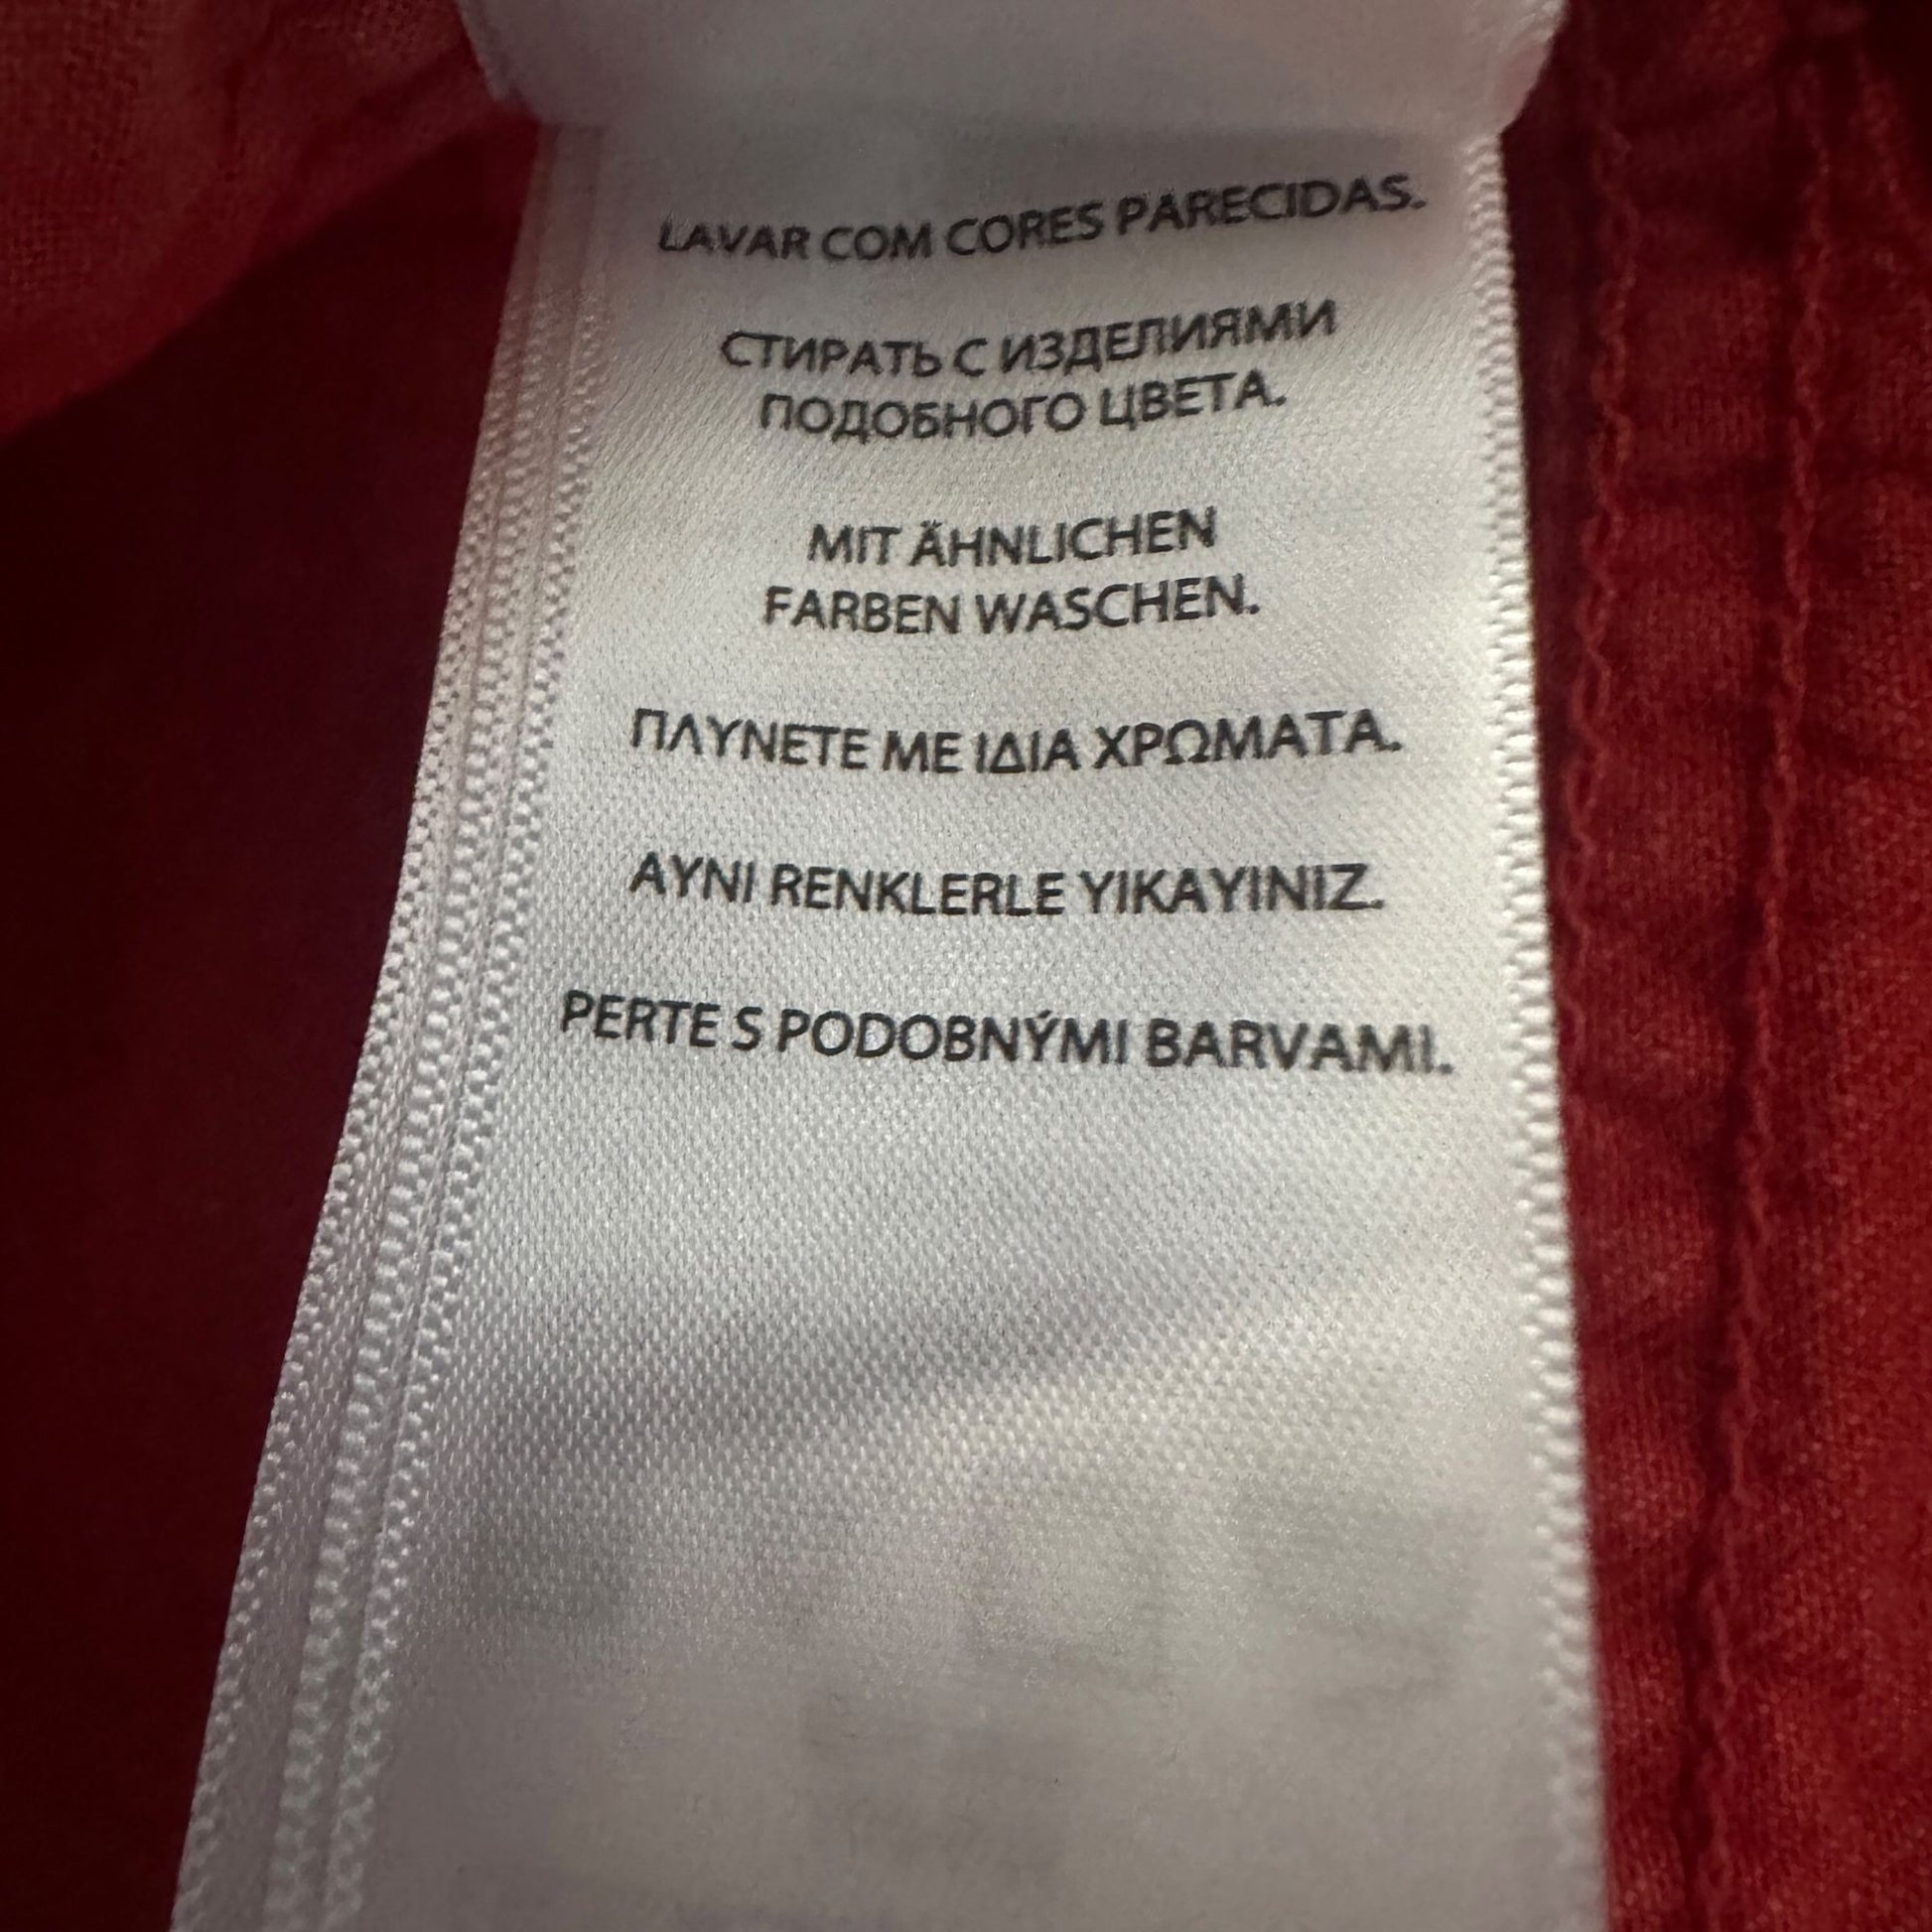 LAVAR COM CORES PARECIDAS.
СТИРАТЬ С ИЗДЕЛИЯМИ
ПОДОБНОГО ЦВЕТА.
MIT ÄHNLICHEN
FARBEN WASCHEN.
ΠΛΥΝΕΤΕ ΜΕ ΙΔΙΑ ΧΡΩΜΑΤΑ.
AYNI RENKLERLE YIKAYINIZ.
PERTE S PODOBNÝMI BARVAMI.